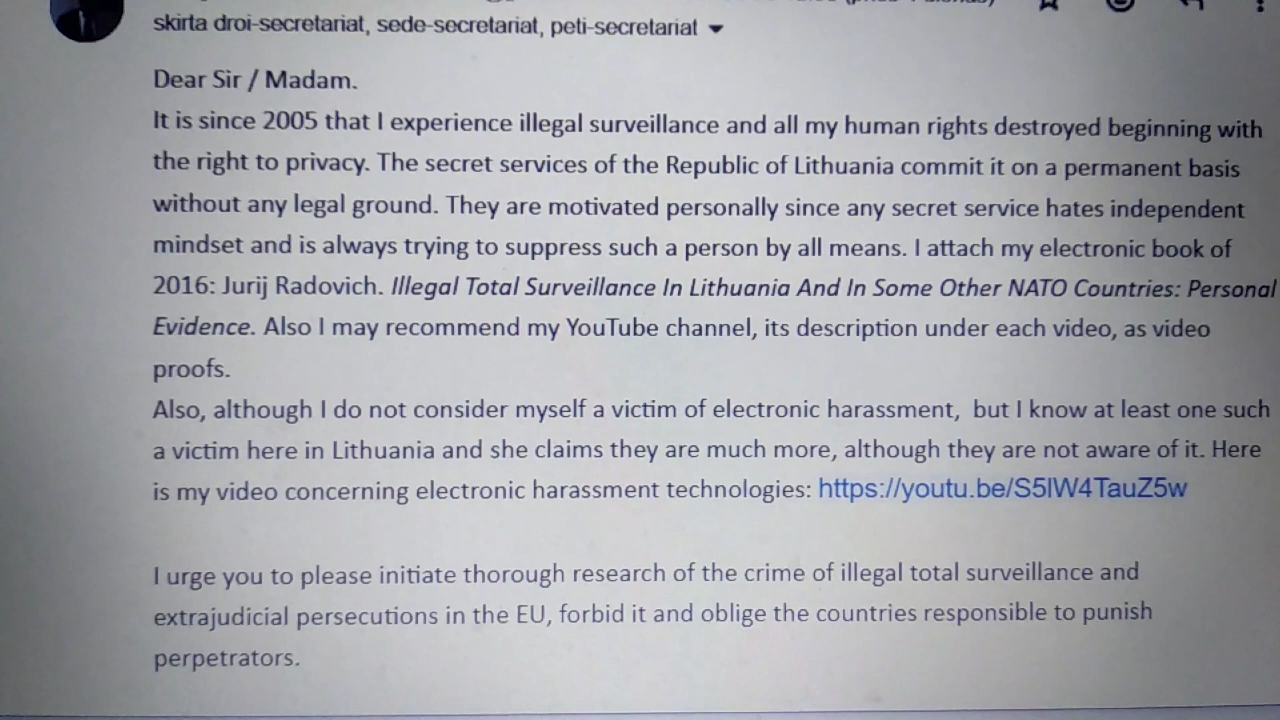 skirta droi-secretariat, sede-secretariat, peti-secretariat
Dear Sir / Madam.
It is since 2005 that I experience illegal surveillance and all my human rights destroyed beginning with
the right to privacy. The secret services of the Republic of Lithuania commit it on a permanent basis
without any legal ground. They are motivated personally since any secret service hates independent
mindset and is always trying to suppress such a person by all means. I attach my electronic book of
2016: Jurij Radovich. Illegal Total Surveillance In Lithuania And In Some Other NATO Countries: Personal
Evidence. Also I may recommend my YouTube channel, its description under each video, as video
proofs.
Also, although I do not consider myself a victim of electronic harassment, but I know at least one such
a victim here in Lithuania and she claims they are much more, although they are not aware of it. Here
is my video concerning electronic harassment technologies: https://youtu.be/S5lW4TauZ5w
I urge you to please initiate thorough research of the crime of illegal total surveillance and
extrajudicial persecutions in the EU, forbid it and oblige the countries responsible to punish
perpetrators.